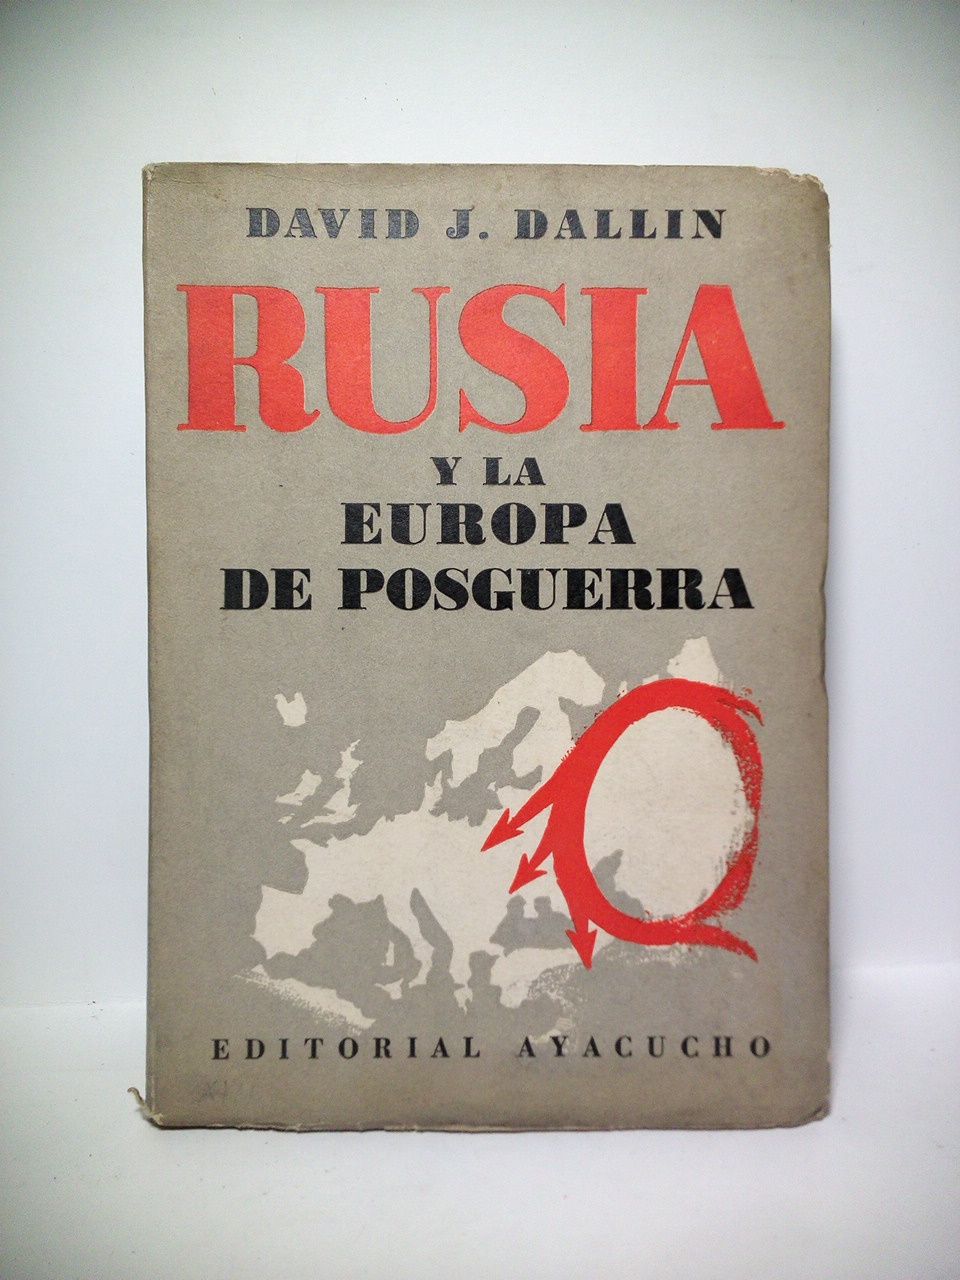 DAVID J. DALLIN
RUSIA
Y LA
EUROPA
DE POSGUERRA
EDITORIAL AYACUCHO